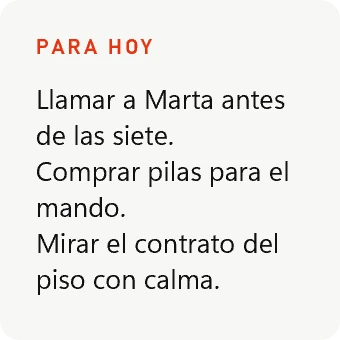 PARA HOY
Llamar a Marta antes
de las siete.
Comprar pilas para el
mando.
Mirar el contrato del
piso con calma.